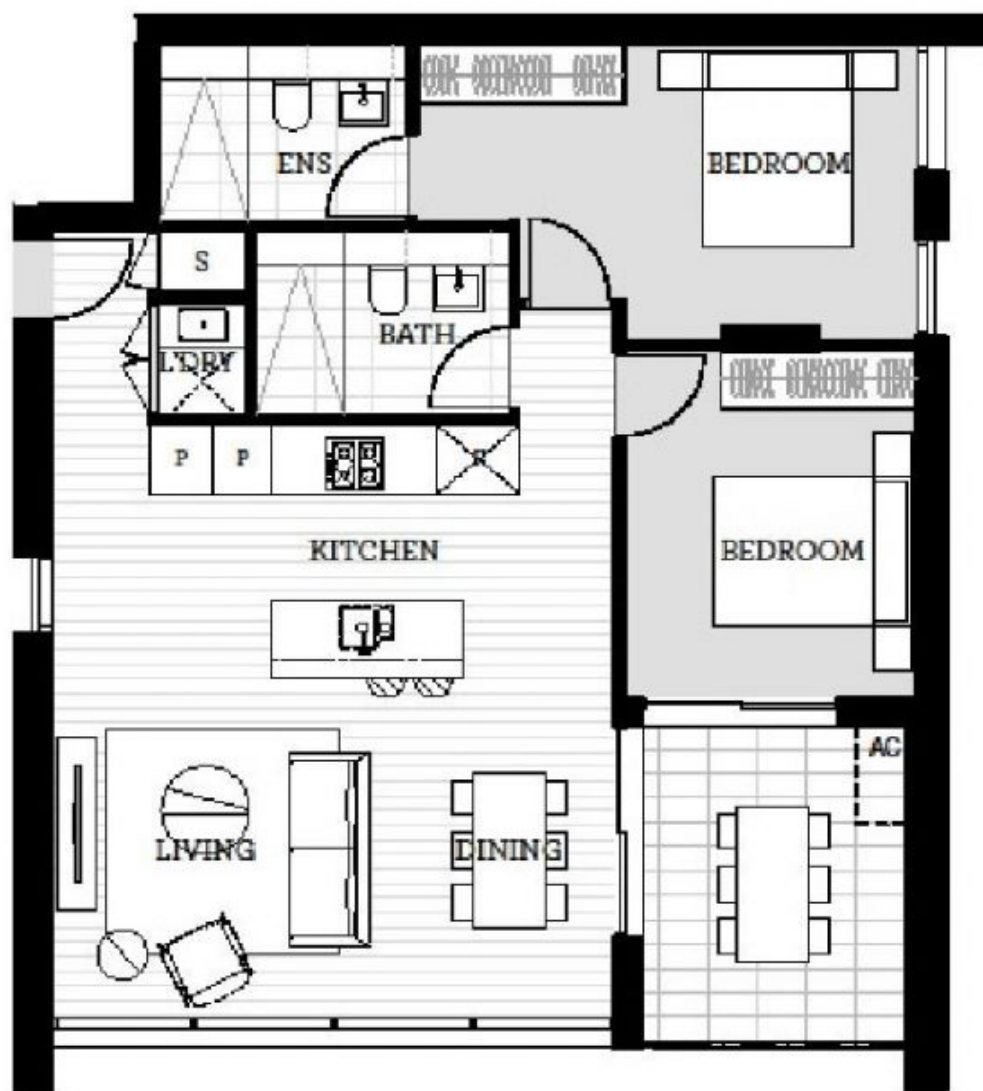 ENS
BEDROOM
S
BATH
L'DRY
P
P
R
KITCHEN
BEDROOM
AC
LIVING
DINING